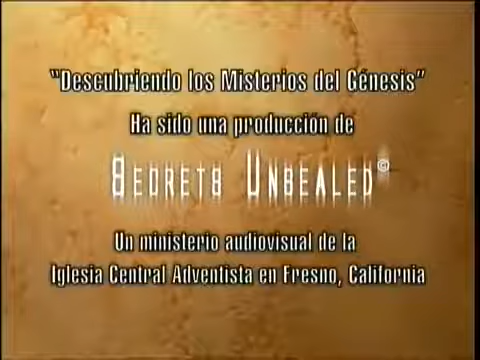 “Descubriendo los Misterios del Génesis”
Ha sido una producción de
Secrets Unsealed©
Un ministerio audiovisual de la
Iglesia Central Adventista en Fresno, California